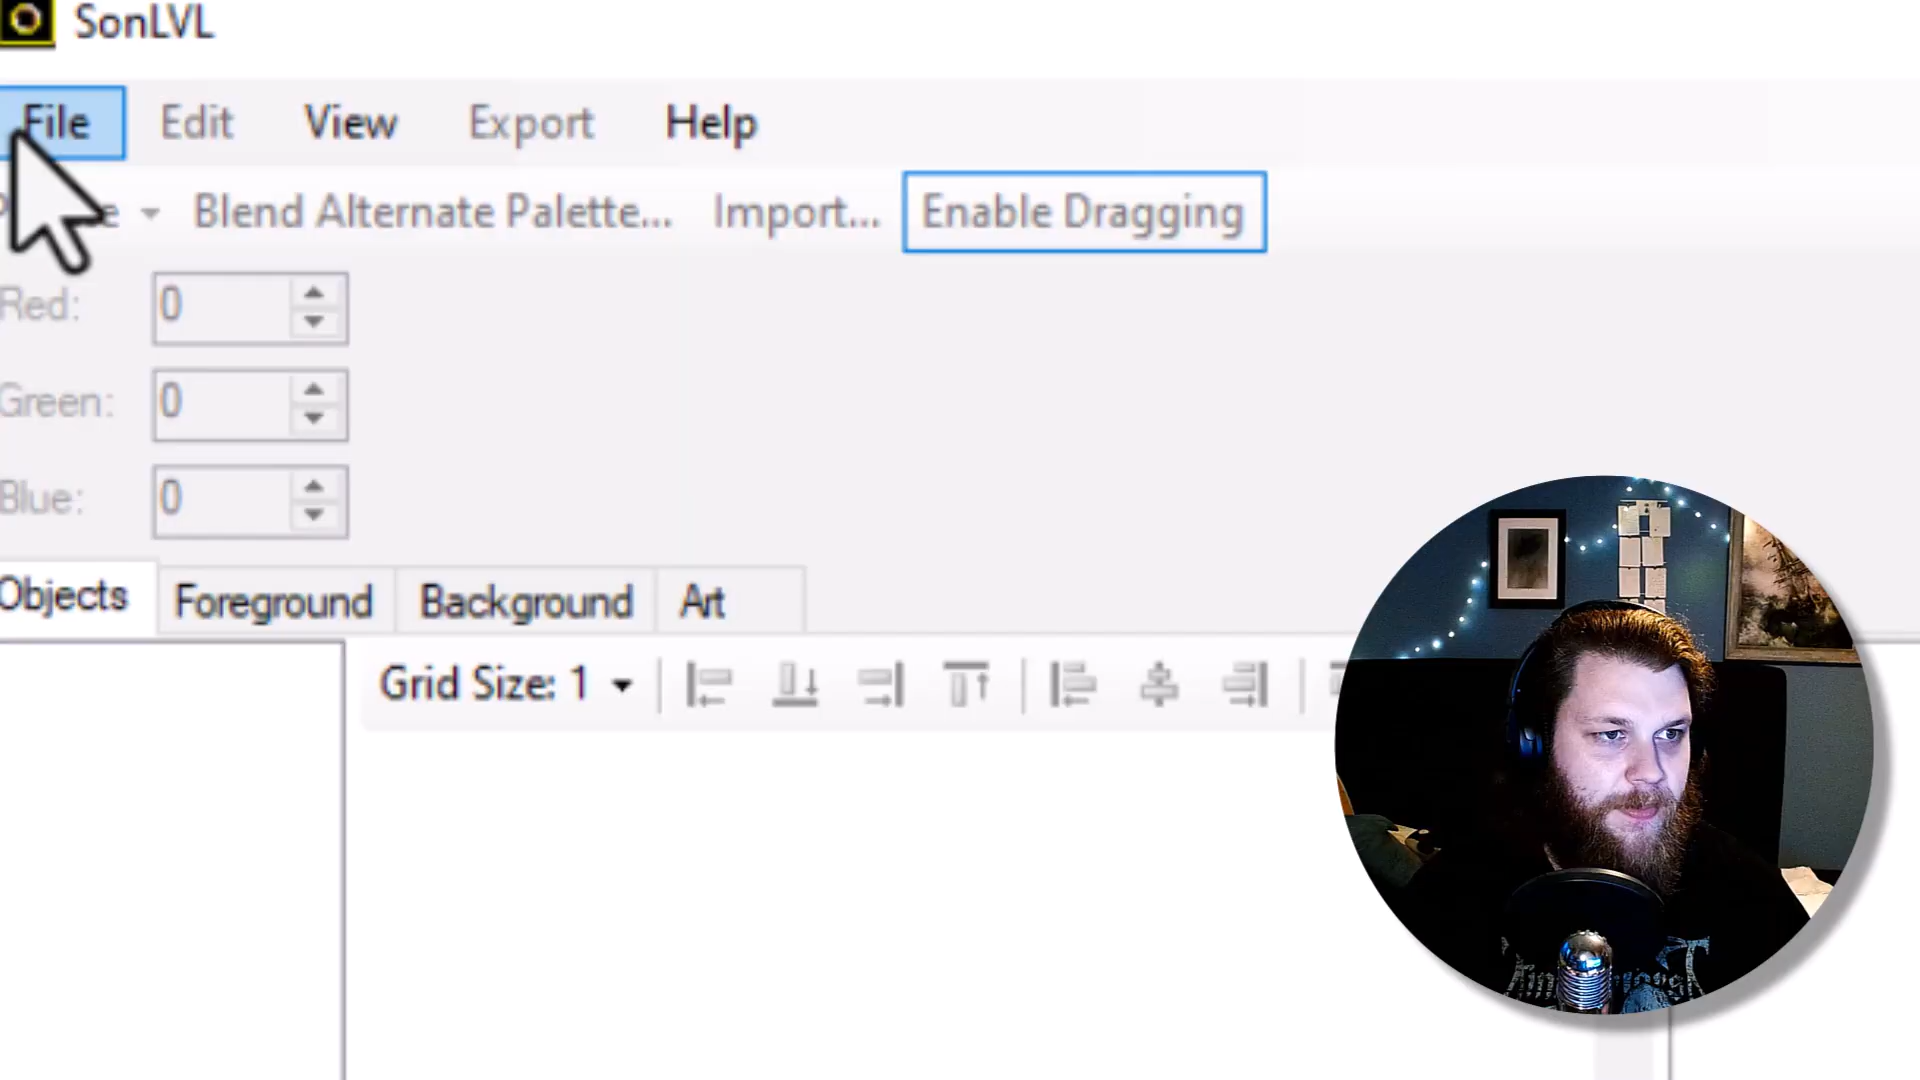 SonLVL
File Edit View Export Help
Blend Alternate Palette... Import... Enable Dragging
Red: 0
Green: 0
Blue: 0
Objects Foreground Background Art
Grid Size: 1